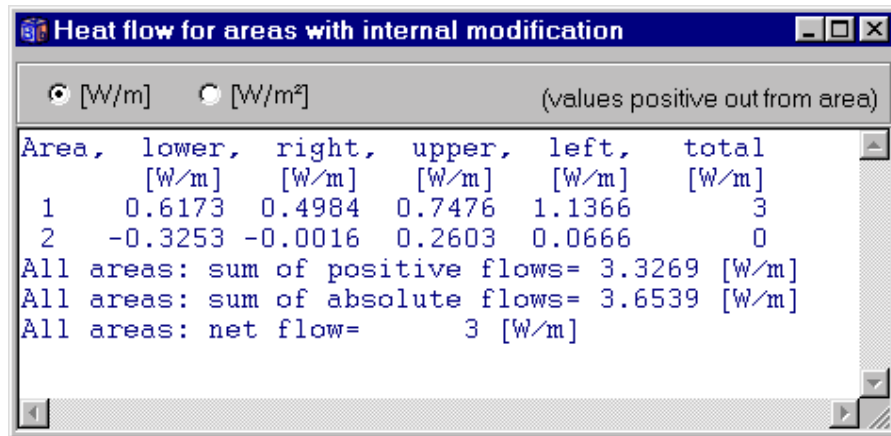 Heat flow for areas with internal modification
[W/m] [W/m²] (values positive out from area)
Area, lower, right, upper, left, total
[W/m] [W/m] [W/m] [W/m] [W/m]
1 0.6173 0.4984 0.7476 1.1366 3
2 -0.3253 -0.0016 0.2603 0.0666 0
All areas: sum of positive flows= 3.3269 [W/m]
All areas: sum of absolute flows= 3.6539 [W/m]
All areas: net flow= 3 [W/m]